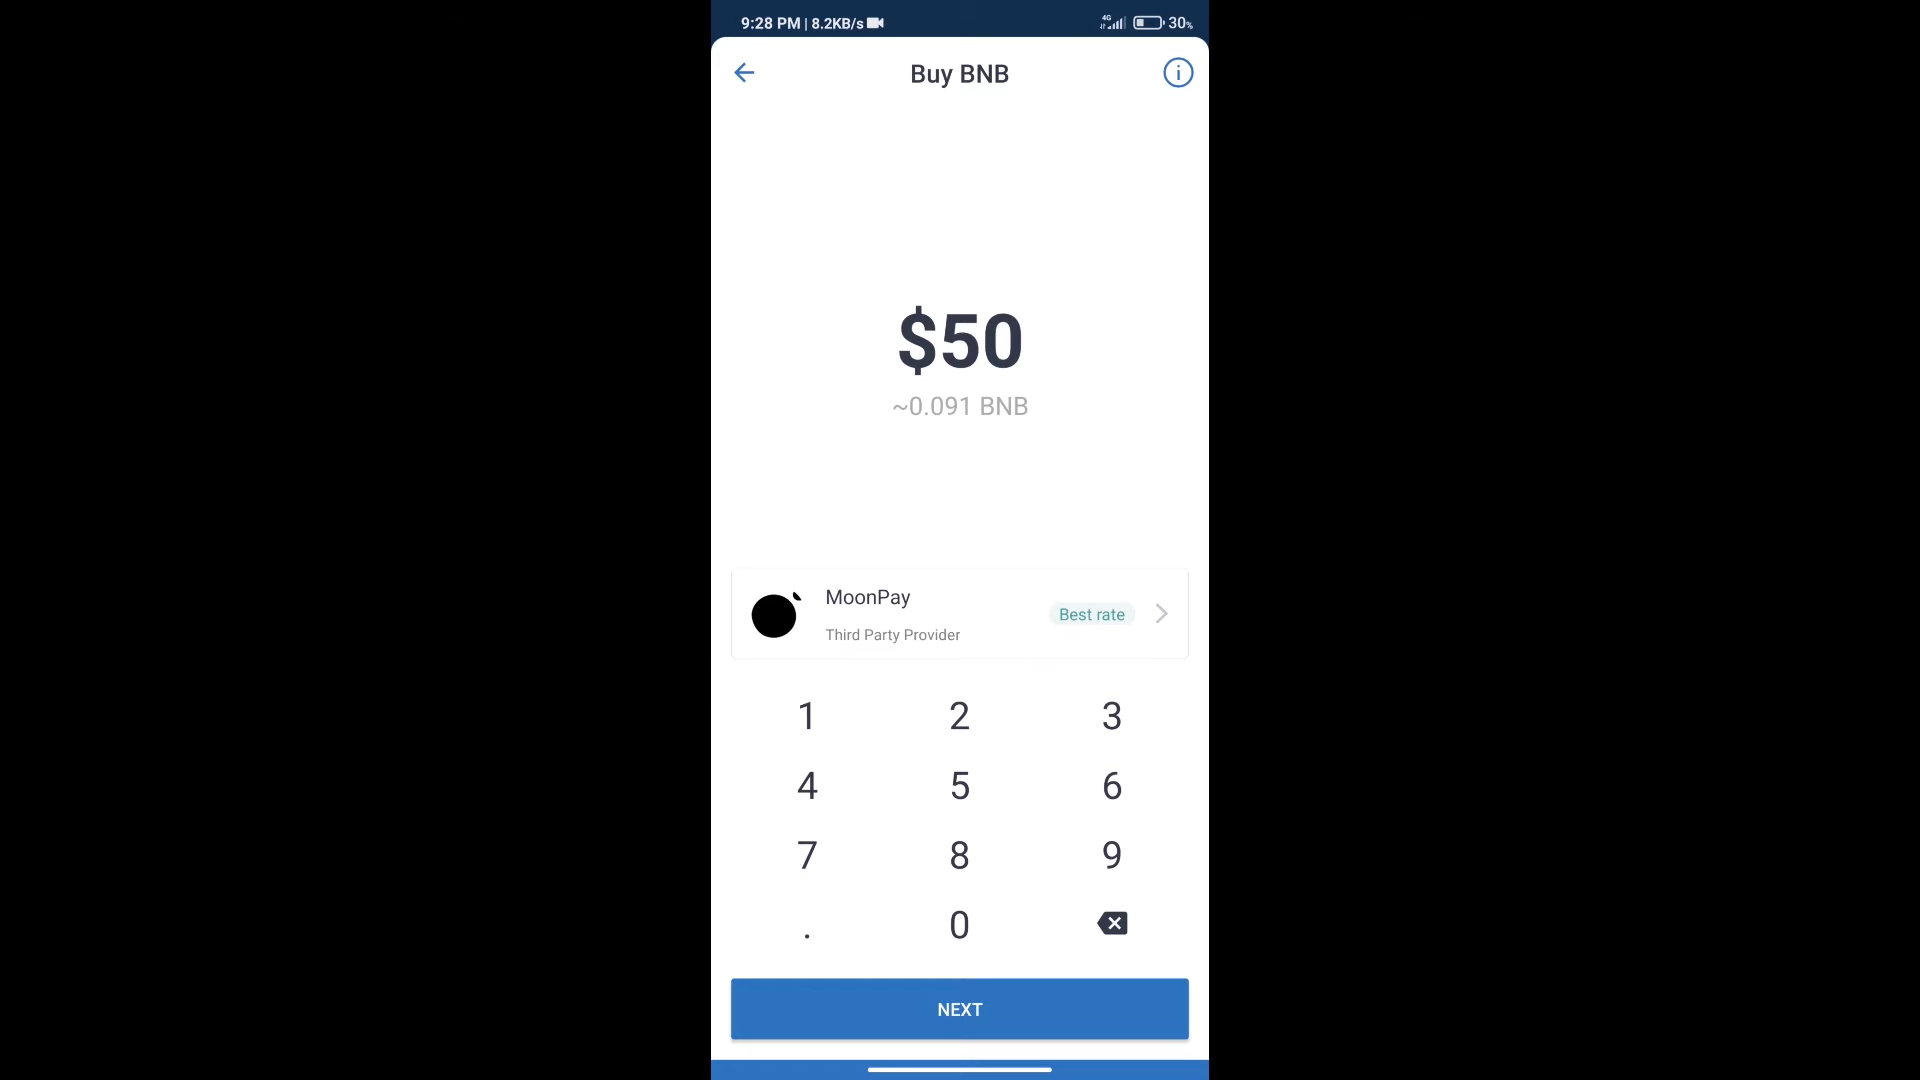 9:28 PM | 8.2KB/s 4G 30%
Buy BNB
$50
~0.091 BNB
MoonPay
Third Party Provider
Best rate
1 2 3
4 5 6
7 8 9
. 0
NEXT